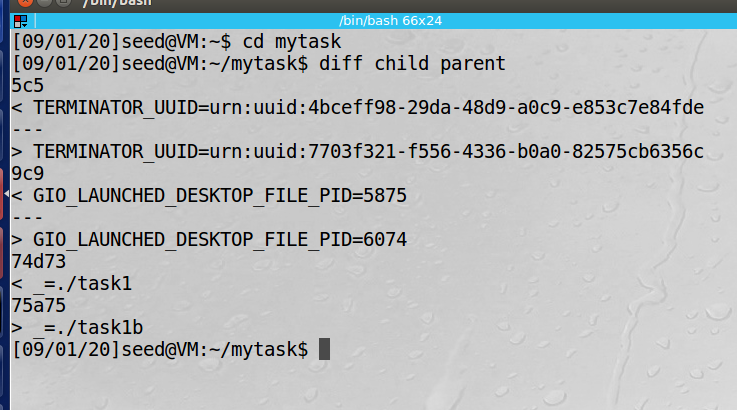 /bin/bash
/bin/bash 66x24
[09/01/20]seed@VM:~$ cd mytask
[09/01/20]seed@VM:~/mytask$ diff child parent
5c5
< TERMINATOR_UUID=urn:uuid:4bceff98-29da-48d9-a0c9-e853c7e84fde
---
> TERMINATOR_UUID=urn:uuid:7703f321-f556-4336-b0a0-82575cb6356c
9c9
< GIO_LAUNCHED_DESKTOP_FILE_PID=5875
---
> GIO_LAUNCHED_DESKTOP_FILE_PID=6074
74d73
< _=./task1
75a75
> _=./task1b
[09/01/20]seed@VM:~/mytask$